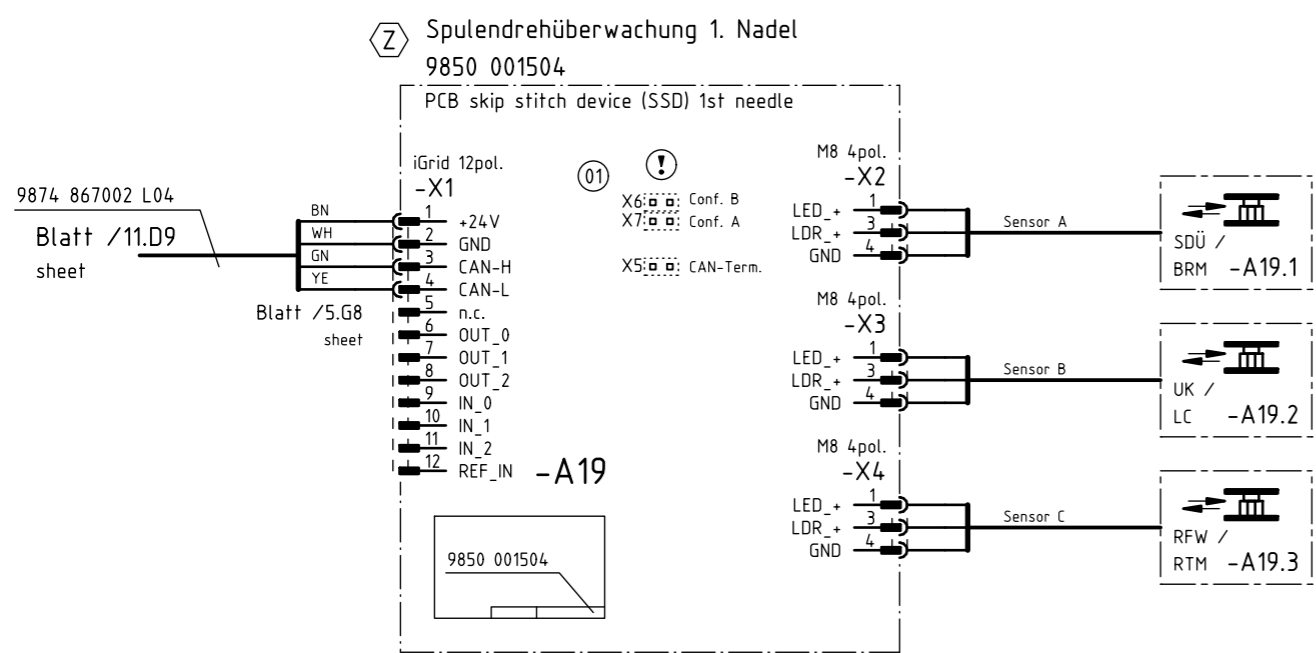 Z
Spulendrehüberwachung 1. Nadel
9850 001504
PCB skip stitch device (SSD) 1st needle
9874 867002 L04
Blatt /11.D9
sheet
BN
WH
GN
YE
Blatt /5.G8
sheet
iGrid 12pol.
-X1
1 +24V
2 GND
3 CAN-H
4 CAN-L
5 n.c.
6 OUT_0
7 OUT_1
8 OUT_2
9 IN_0
10 IN_1
11 IN_2
12 REF_IN
-A19
01
!
X6 Conf. B
X7 Conf. A
X5 CAN-Term.
9850 001504
M8 4pol.
-X2
LED_+ 1
LDR_+ 3
GND 4
Sensor A
SDÜ /
BRM -A19.1
M8 4pol.
-X3
LED_+ 1
LDR_+ 3
GND 4
Sensor B
UK /
LC -A19.2
M8 4pol.
-X4
LED_+ 1
LDR_+ 3
GND 4
Sensor C
RFW /
RTM -A19.3